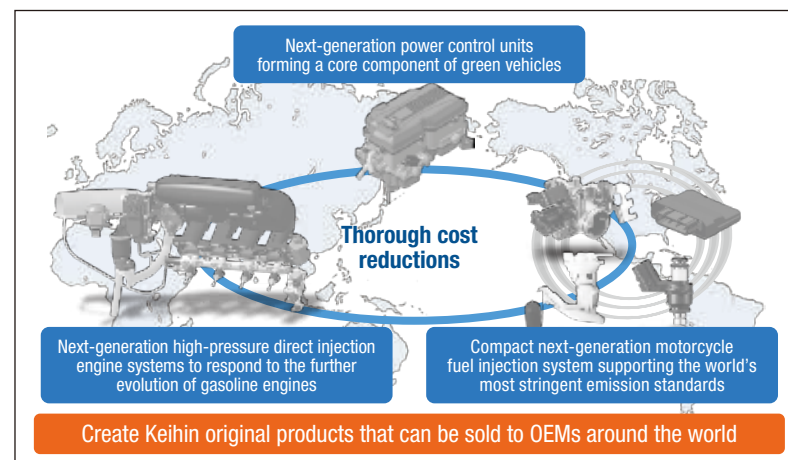 Next-generation power control units
forming a core component of green vehicles
Thorough cost
reductions
Next-generation high-pressure direct injection
engine systems to respond to the further
evolution of gasoline engines
Compact next-generation motorcycle
fuel injection system supporting the world's
most stringent emission standards
Create Keihin original products that can be sold to OEMs around the world